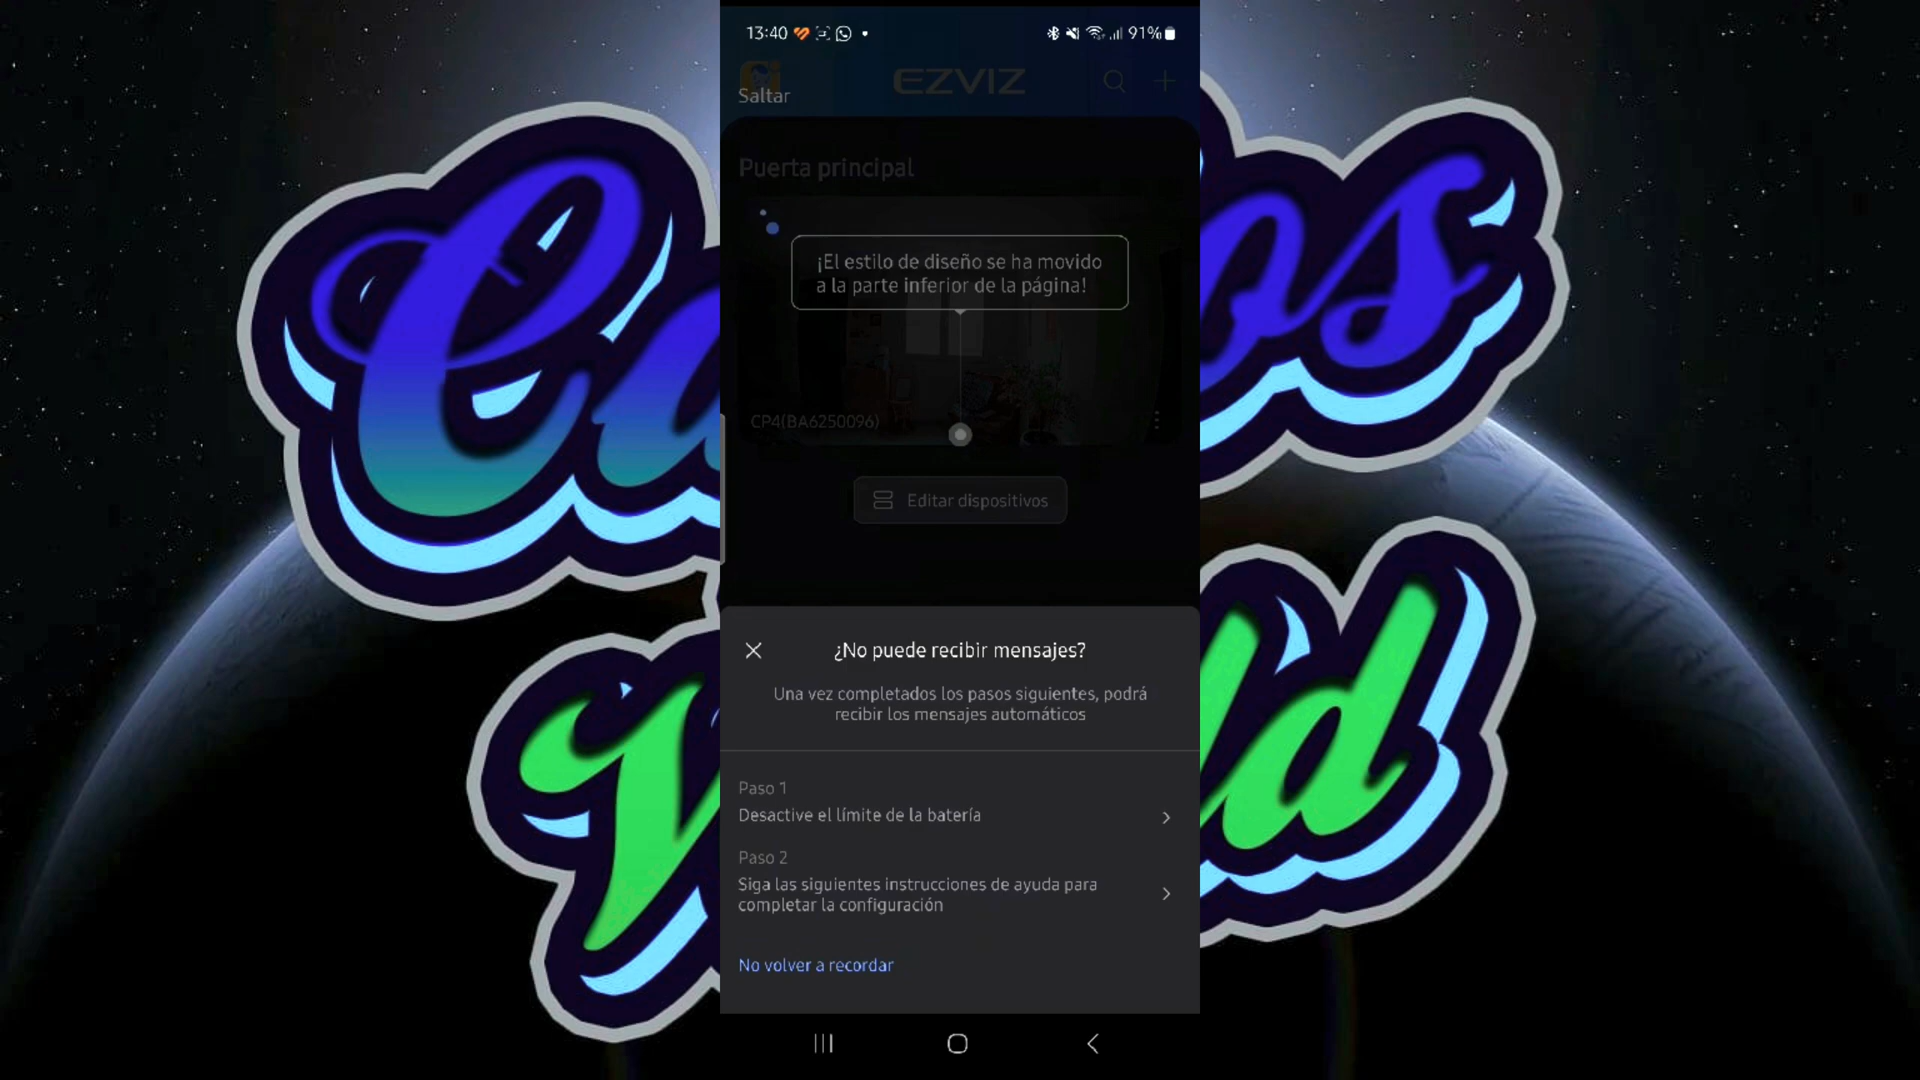 13:40
91%
Saltar
EZVIZ
Puerta principal
¡El estilo de diseño se ha movido
a la parte inferior de la página!
CP4(BA6250096)
Editar dispositivos
¿No puede recibir mensajes?
Una vez completados los pasos siguientes, podrá
recibir los mensajes automáticos
Paso 1
Desactive el límite de la batería
Paso 2
Siga las siguientes instrucciones de ayuda para
completar la configuración
No volver a recordar